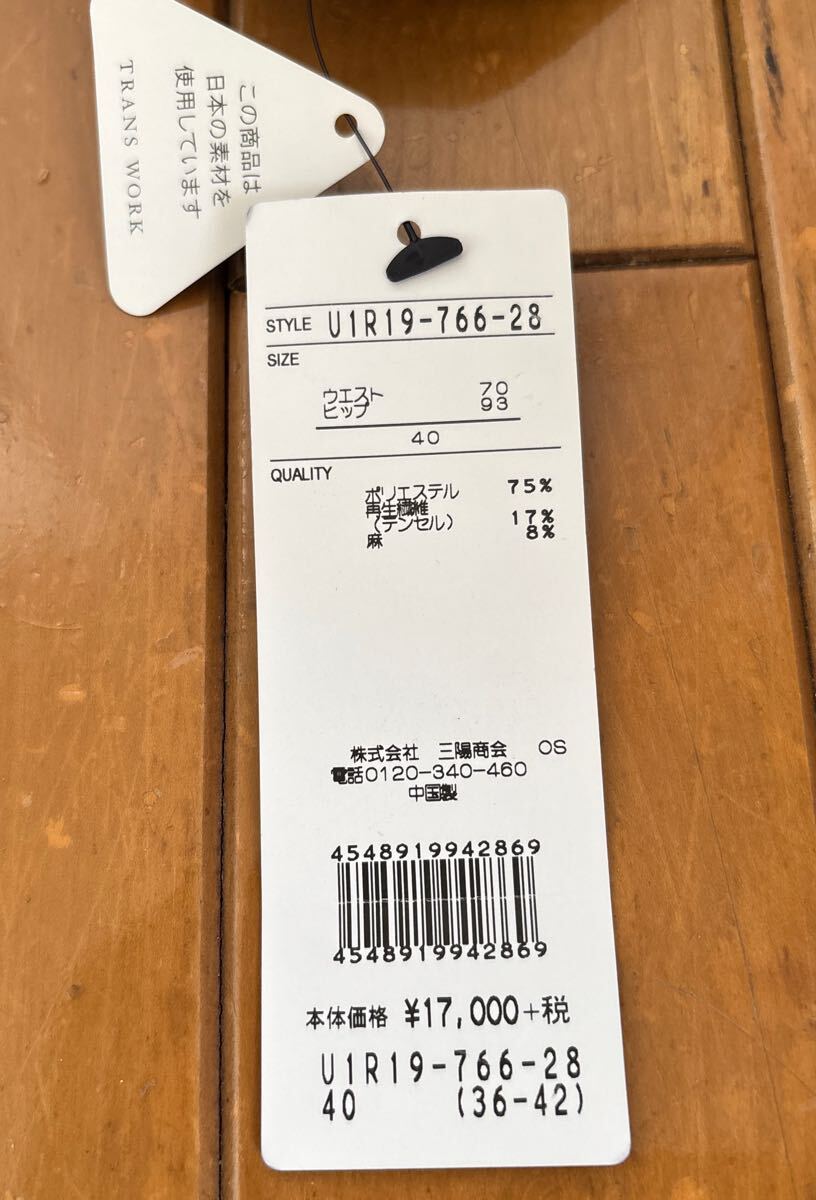 この商品は
日本の素材を
使用しています
TRANS WORK
STYLE U1R19-766-28
SIZE
ウエスト 70
ヒップ 93
40
QUALITY
ポリエステル 75%
再生繊維
(テンセル) 17%
麻 8%
株式会社 三陽商会 OS
電話0120-340-460
中国製
4548919942869
4548919942869
本体価格 ¥17,000+税
U1R19-766-28
40 (36-42)